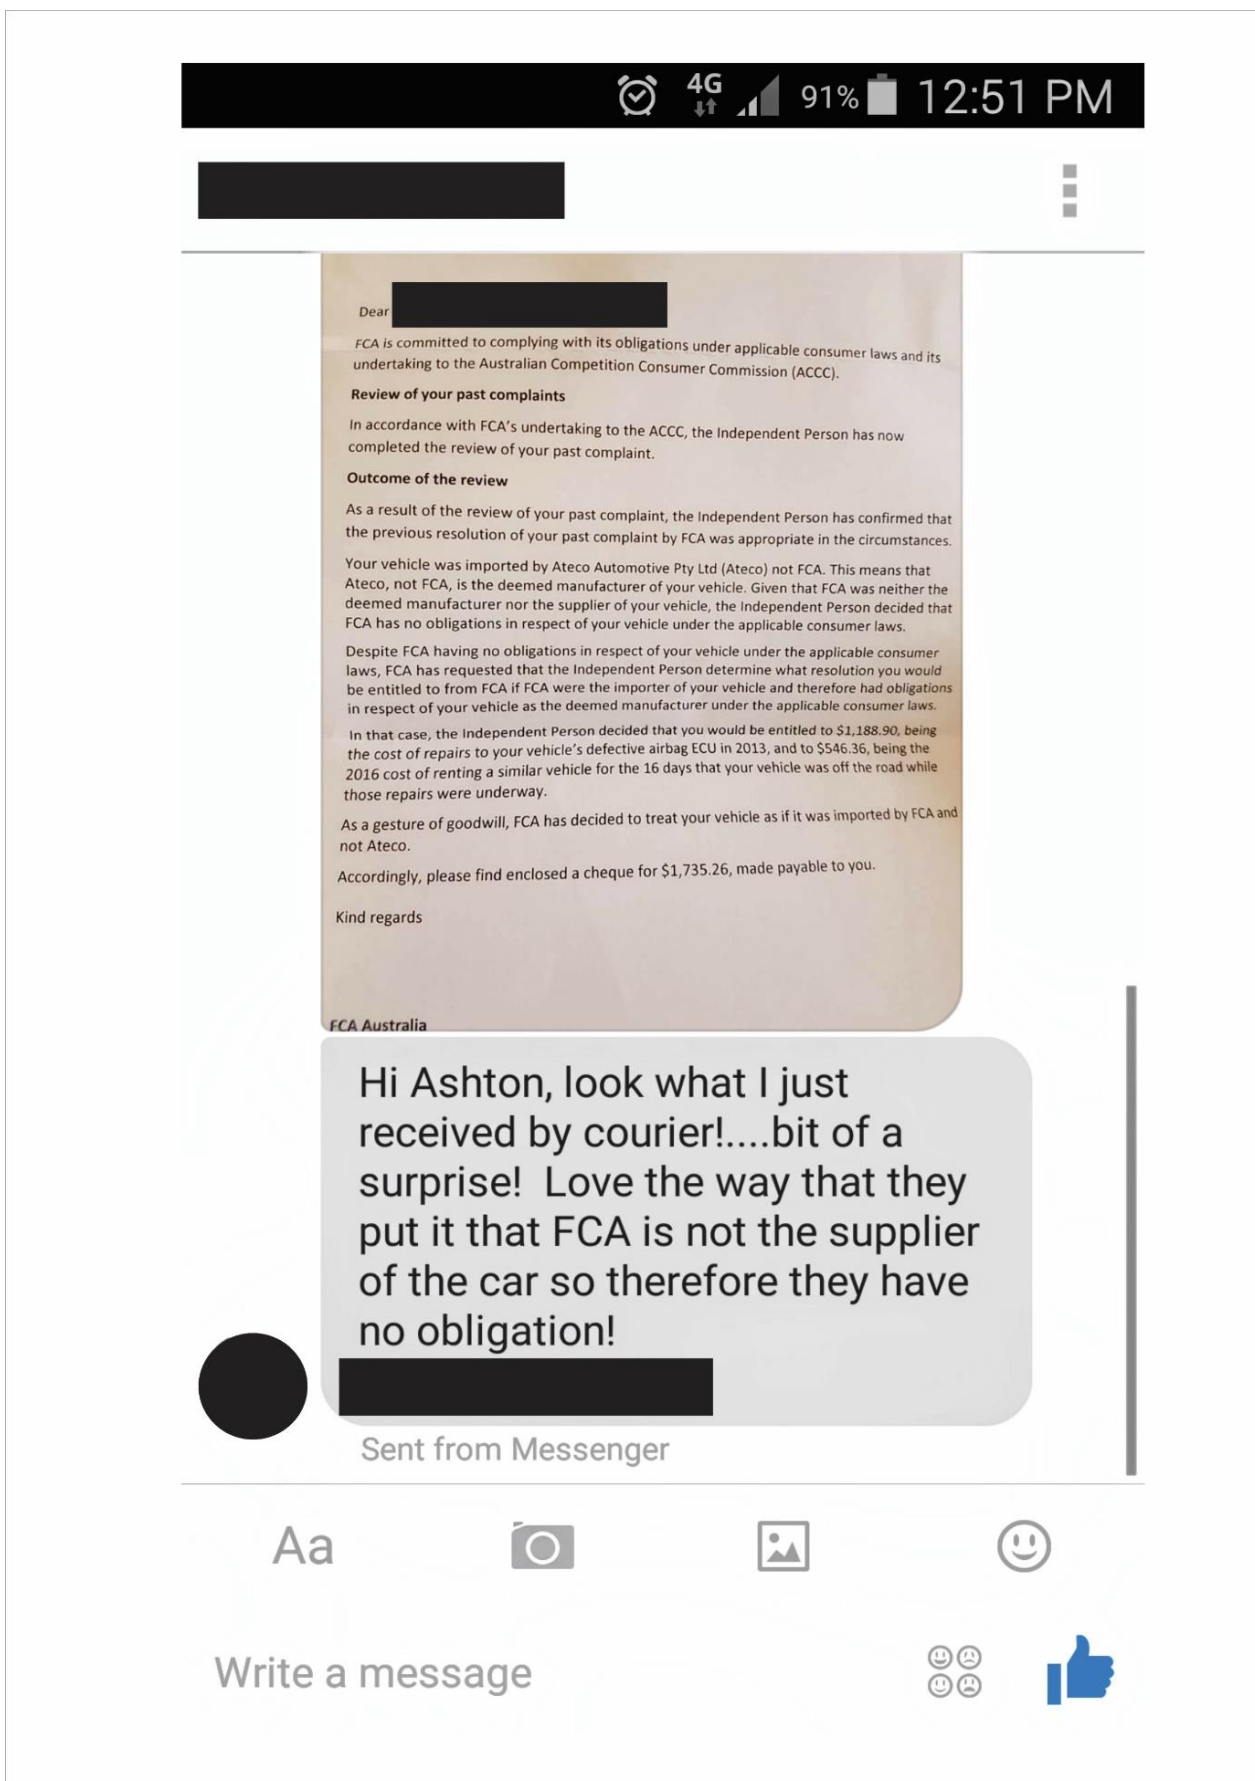 4G 91% 12:51 PM
Dear
FCA is committed to complying with its obligations under applicable consumer laws and its
undertaking to the Australian Competition Consumer Commission (ACCC).
Review of your past complaints
In accordance with FCA's undertaking to the ACCC, the Independent Person has now
completed the review of your past complaint.
Outcome of the review
As a result of the review of your past complaint, the Independent Person has confirmed that
the previous resolution of your past complaint by FCA was appropriate in the circumstances.
Your vehicle was imported by Ateco Automotive Pty Ltd (Ateco) not FCA. This means that
Ateco, not FCA, is the deemed manufacturer of your vehicle. Given that FCA was neither the
deemed manufacturer nor the supplier of your vehicle, the Independent Person decided that
FCA has no obligations in respect of your vehicle under the applicable consumer laws.
Despite FCA having no obligations in respect of your vehicle under the applicable consumer
laws, FCA has requested that the Independent Person determine what resolution you would
be entitled to from FCA if FCA were the importer of your vehicle and therefore had obligations
in respect of your vehicle as the deemed manufacturer under the applicable consumer laws.
In that case, the Independent Person decided that you would be entitled to $1,188.90, being
the cost of repairs to your vehicle's defective airbag ECU in 2013, and to $546.36, being the
2016 cost of renting a similar vehicle for the 16 days that your vehicle was off the road while
those repairs were underway.
As a gesture of goodwill, FCA has decided to treat your vehicle as if it was imported by FCA and
not Ateco.
Accordingly, please find enclosed a cheque for $1,735.26, made payable to you.
Kind regards
FCA Australia
Hi Ashton, look what I just
received by courier!....bit of a
surprise!  Love the way that they
put it that FCA is not the supplier
of the car so therefore they have
no obligation!
Sent from Messenger
Aa
Write a message